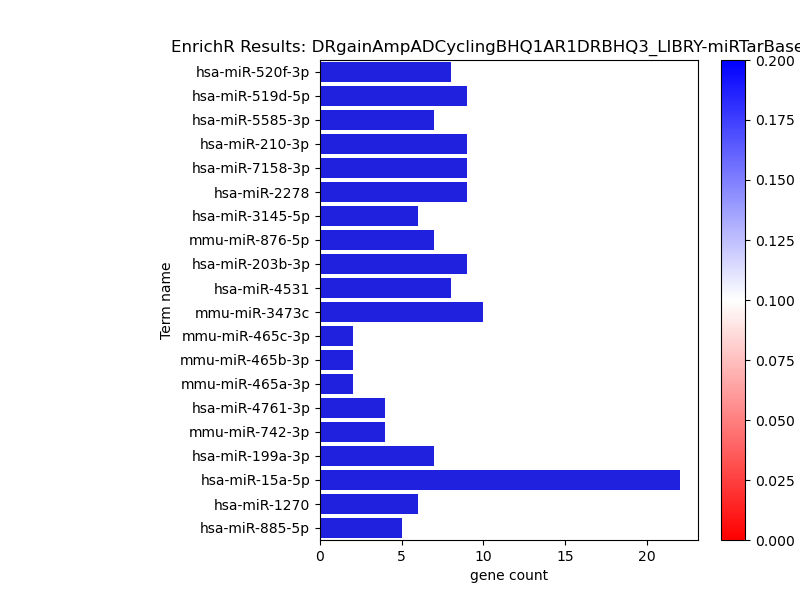 EnrichR Results: DRgainAmpADCyclingBHQ1AR1DRBHQ3_LIBRY-miRTarBase
hsa-miR-520f-3p
hsa-miR-519d-5p
hsa-miR-5585-3p
hsa-miR-210-3p
hsa-miR-7158-3p
hsa-miR-2278
hsa-miR-3145-5p
mmu-miR-876-5p
hsa-miR-203b-3p
hsa-miR-4531
mmu-miR-3473c
mmu-miR-465c-3p
mmu-miR-465b-3p
mmu-miR-465a-3p
hsa-miR-4761-3p
mmu-miR-742-3p
hsa-miR-199a-3p
hsa-miR-15a-5p
hsa-miR-1270
hsa-miR-885-5p
Term name
0 5 10 15 20
gene count
0.200
0.175
0.150
0.125
0.100
0.075
0.050
0.025
0.000